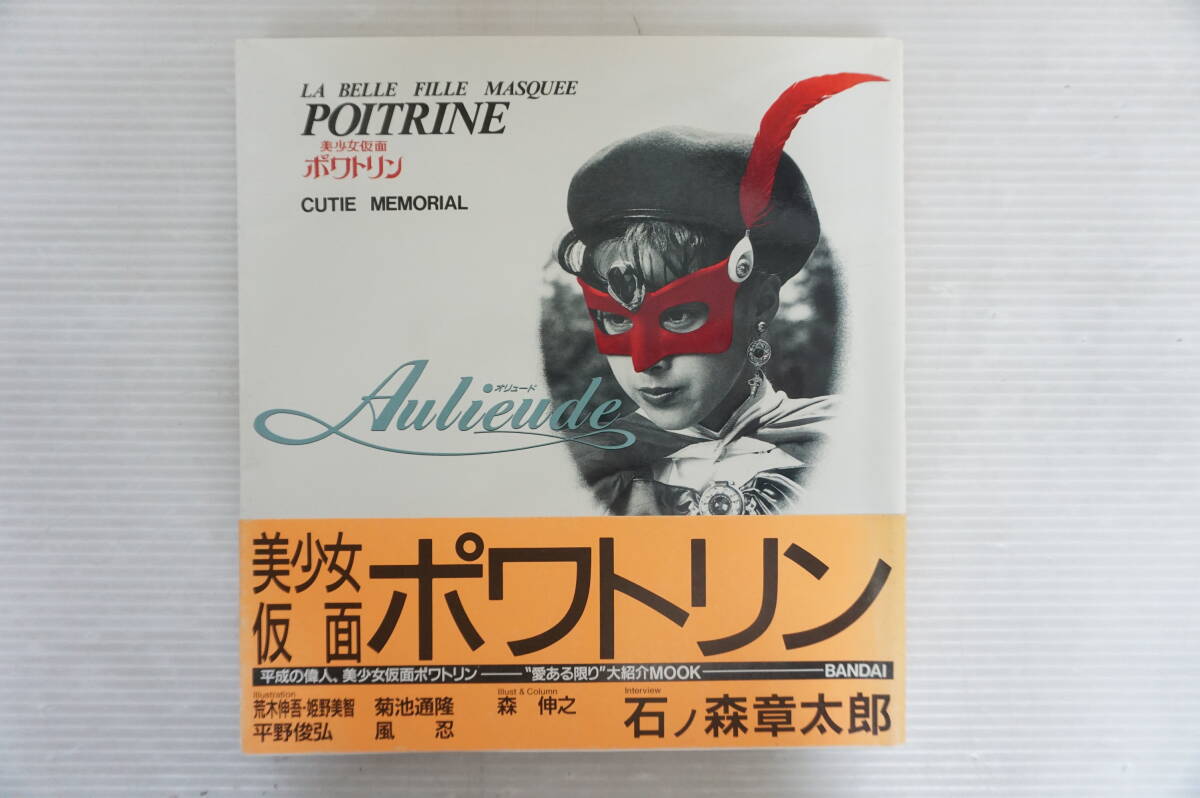 LA BELLE FILLE MASQUEE
POITRINE
美少女仮面
ポワトリン
CUTIE MEMORIAL
オリュード
Aulieude
美少女
仮面
ポワトリン
平成の偉人。美少女仮面ポワトリン──“愛ある限り”大紹介MOOK──BANDAI
Illustration
荒木伸吾・姫野美智
平野俊弘
菊池通隆
風 忍
Illust & Column
森 伸之
Interview
石ノ森章太郎